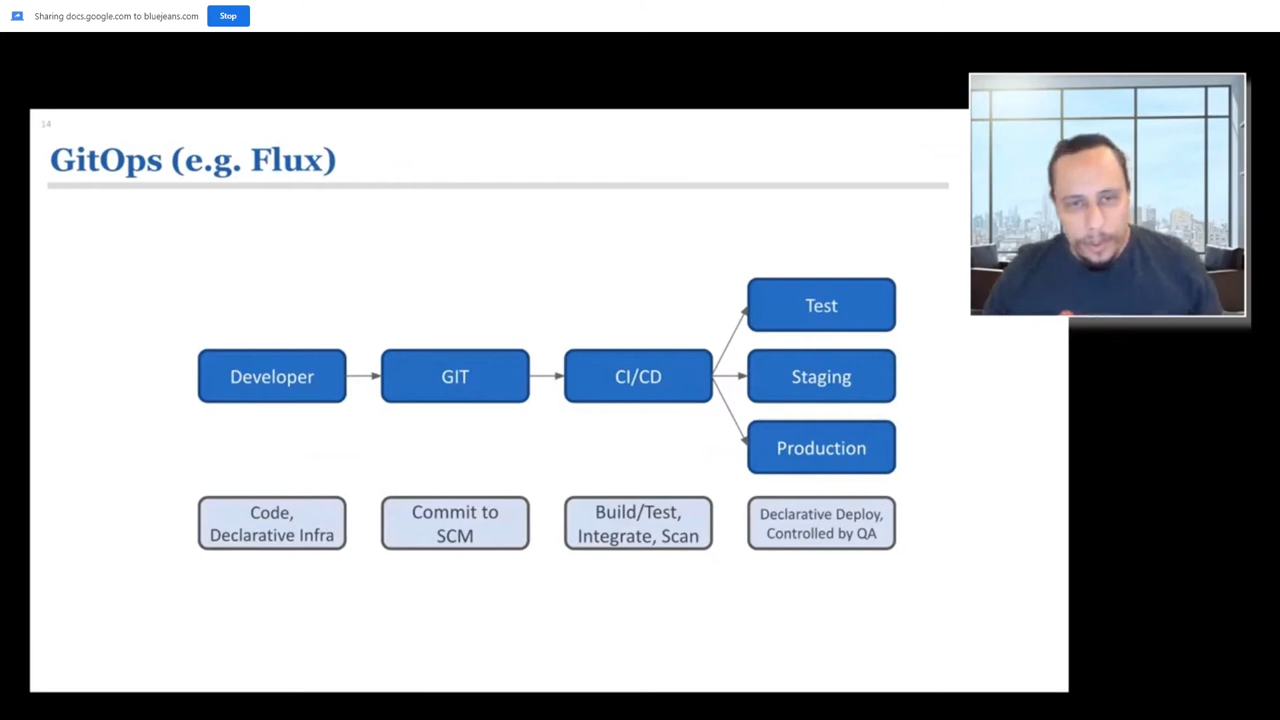 Sharing docs.google.com to bluejeans.com
Stop
14
GitOps (e.g. Flux)
Test
Developer
GIT
CI/CD
Staging
Production
Code,
Declarative Infra
Commit to
SCM
Build/Test,
Integrate, Scan
Declarative Deploy,
Controlled by QA